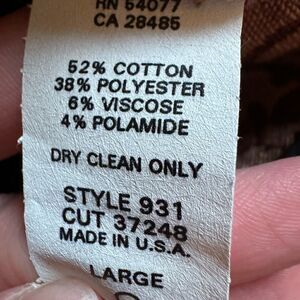 RN 54077
CA 28485
52% COTTON
38% POLYESTER
6% VISCOSE
4% POLAMIDE
DRY CLEAN ONLY
STYLE 931
CUT 37248
MADE IN U.S.A.
LARGE